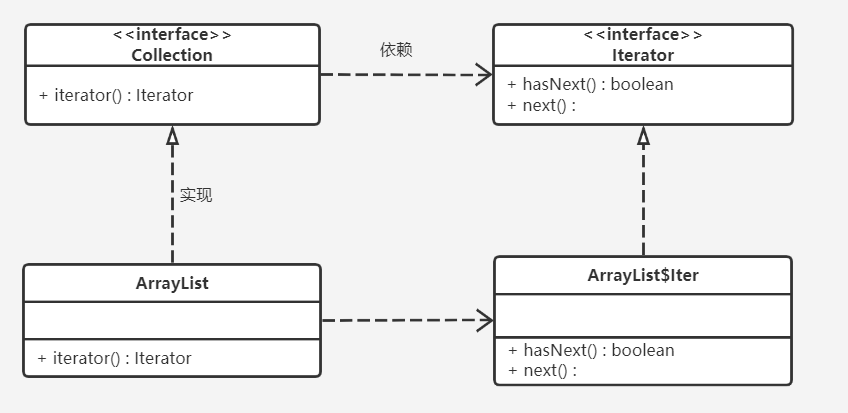 <<interface>>
Collection
+ iterator() : Iterator
依赖
<<interface>>
Iterator
+ hasNext() : boolean
+ next() :
实现
ArrayList
+ iterator() : Iterator
ArrayList$Iter
+ hasNext() : boolean
+ next() :